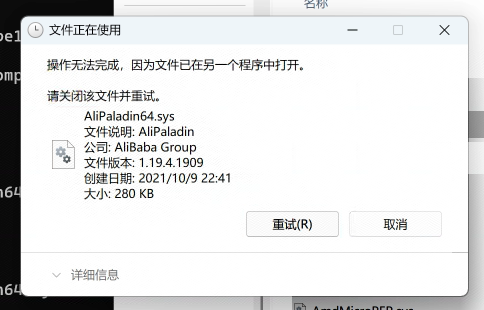 名称
文件正在使用
操作无法完成，因为文件已在另一个程序中打开。
请关闭该文件并重试。
AliPaladin64.sys
文件说明: AliPaladin
公司: AliBaba Group
文件版本: 1.19.4.1909
创建日期: 2021/10/9 22:41
大小: 280 KB
重试(R)
取消
详细信息